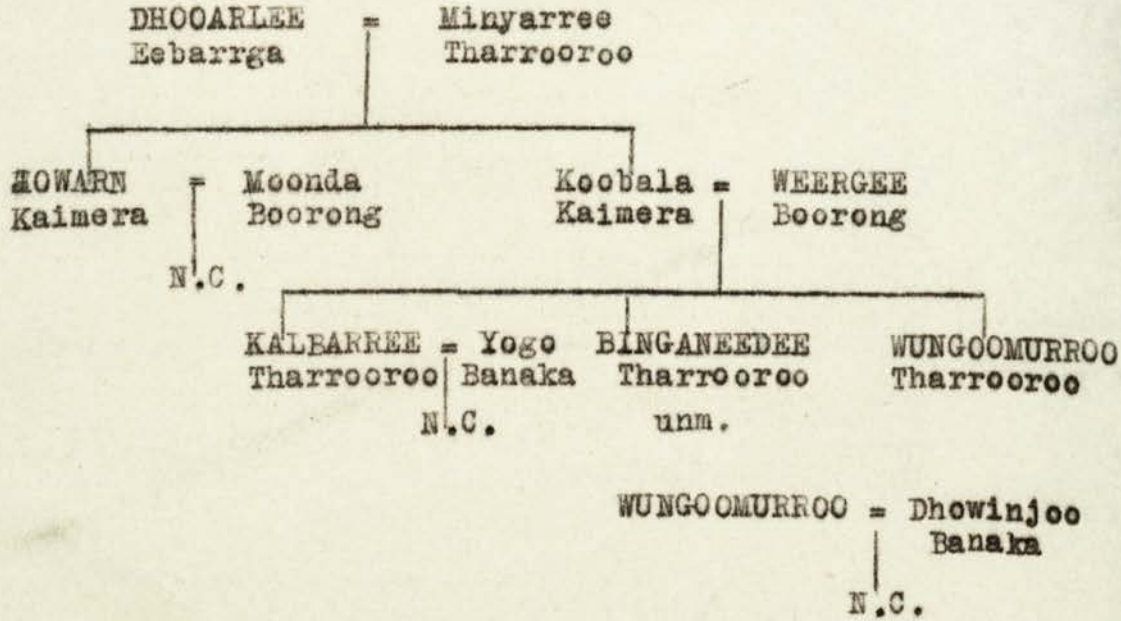 DHOOARLEE = Minyarree
Eebarrga Tharrooroo
HOWARN = Moonda Koobala = WEERGEE
Kaimera Boorong Kaimera Boorong
N.C.
KALBARREE = Yogo BINGANEEDEE WUNGOOMURROO
Tharrooroo Banaka Tharrooroo Tharrooroo
N.C. unm.
WUNGOOMURROO = Dhowinjoo
Banaka
N.C.